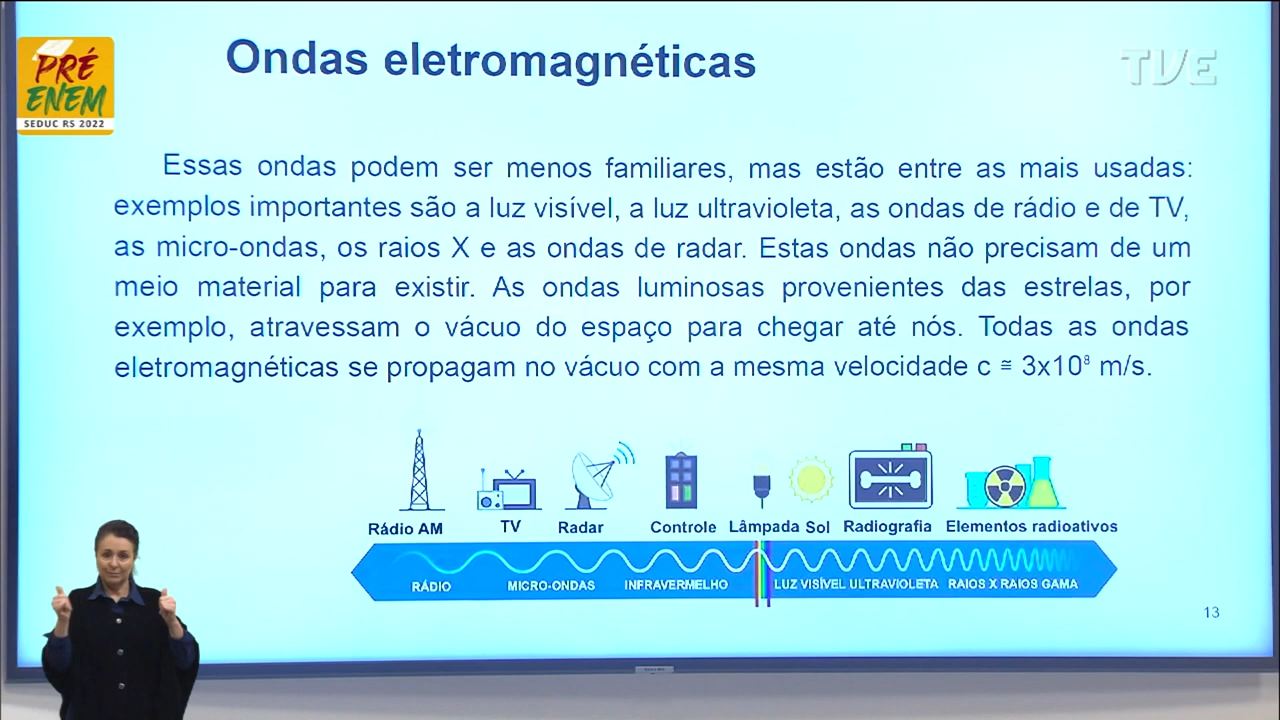 PRÉ
ENEM
SEDUC RS 2022
Ondas eletromagnéticas
TVE
Essas ondas podem ser menos familiares, mas estão entre as mais usadas:
exemplos importantes são a luz visível, a luz ultravioleta, as ondas de rádio e de TV,
as micro-ondas, os raios X e as ondas de radar. Estas ondas não precisam de um
meio material para existir. As ondas luminosas provenientes das estrelas, por
exemplo, atravessam o vácuo do espaço para chegar até nós. Todas as ondas
eletromagnéticas se propagam no vácuo com a mesma velocidade c ≅ 3x10⁸ m/s.
Rádio AM TV Radar Controle Lâmpada Sol Radiografia Elementos radioativos
RÁDIO MICRO-ONDAS INFRAVERMELHO LUZ VISÍVEL ULTRAVIOLETA RAIOS X RAIOS GAMA
13